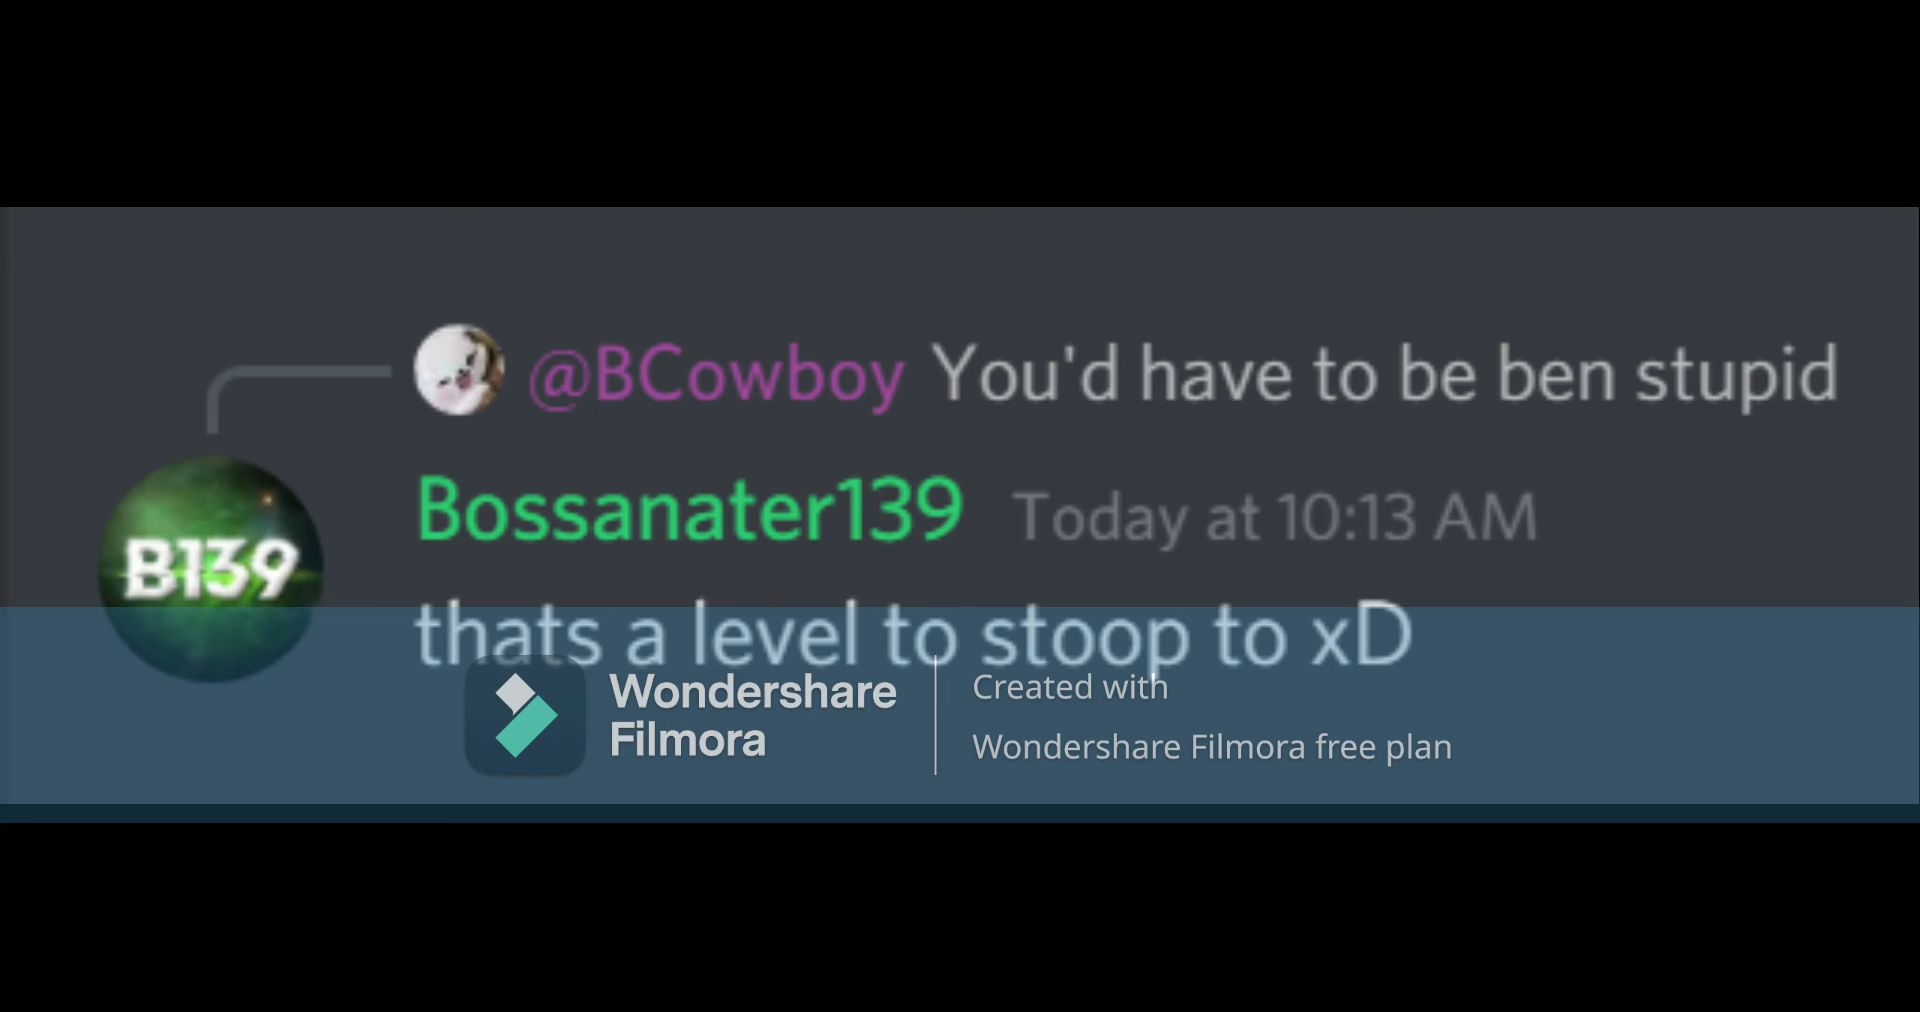 @BCowboy You'd have to be ben stupid
Bossanater139 Today at 10:13 AM
B139
thats a level to stoop to xD
Wondershare
Filmora
Created with
Wondershare Filmora free plan